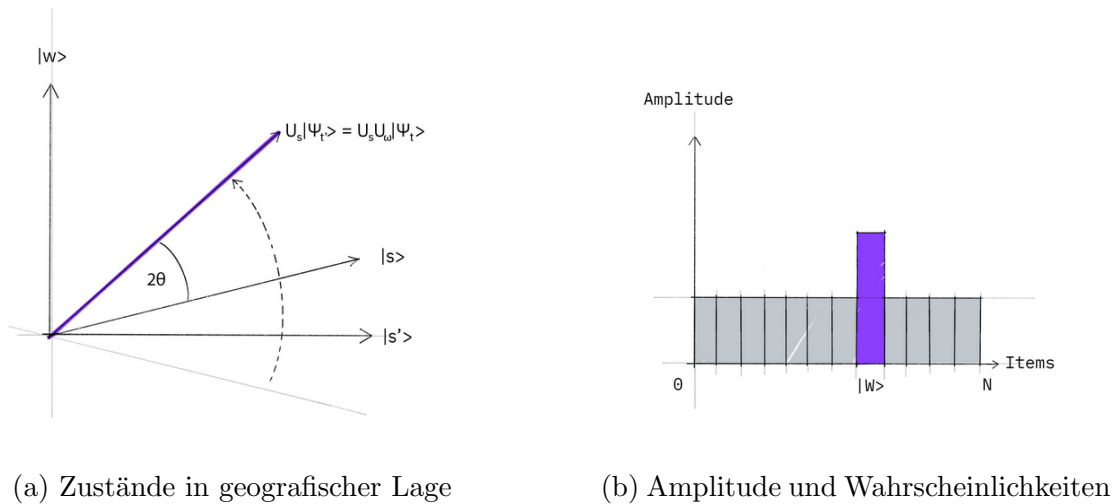 |w>
U_s|Ψ_t'> = U_sU_ω|Ψ_t>
2θ
|s>
|s'>
Amplitude
Items
0
|W>
N
(a) Zustände in geografischer Lage
(b) Amplitude und Wahrscheinlichkeiten